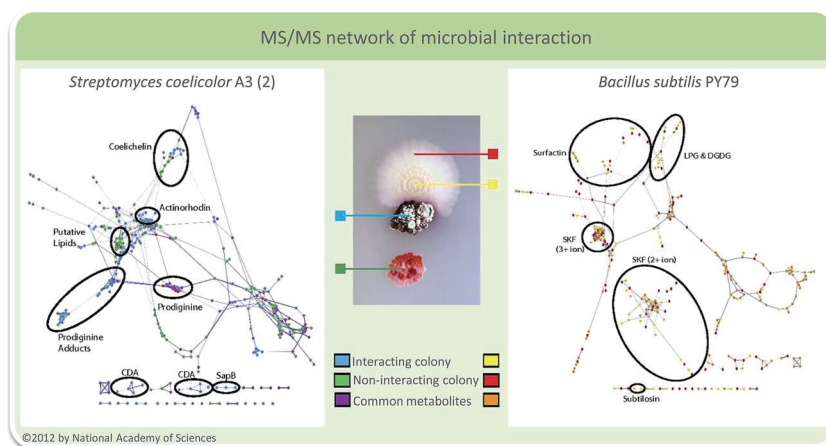 MS/MS network of microbial interaction
Streptomyces coelicolor A3 (2)
Coelichelin
Actinorhodin
Putative
Lipids
Prodiginine
Prodiginine
Adducts
CDA
CDA
SapB
Interacting colony
Non-interacting colony
Common metabolites
Bacillus subtilis PY79
Surfactin
LPG & DGDG
SKF
(3+ion)
SKF (2+ion)
Subtilosin
©2012 by National Academy of Sciences